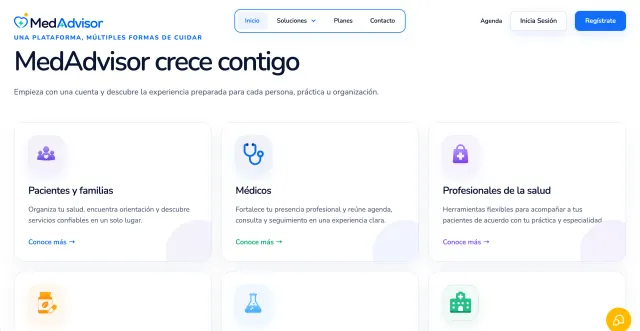 MedAdvisor
Inicio
Soluciones
Planes
Contacto
Agenda
Inicia Sesión
Regístrate
UNA PLATAFORMA, MÚLTIPLES FORMAS DE CUIDAR
MedAdvisor crece contigo
Empieza con una cuenta y descubre la experiencia preparada para cada persona, práctica u organización.
Pacientes y familias
Organiza tu salud, encuentra orientación y descubre
servicios confiables en un solo lugar.
Conoce más →
Médicos
Fortalece tu presencia profesional y reúne agenda,
consulta y seguimiento en una experiencia clara.
Conoce más →
Profesionales de la salud
Herramientas flexibles para acompañar a tus
pacientes de acuerdo con tu práctica y especialidad
Conoce más →